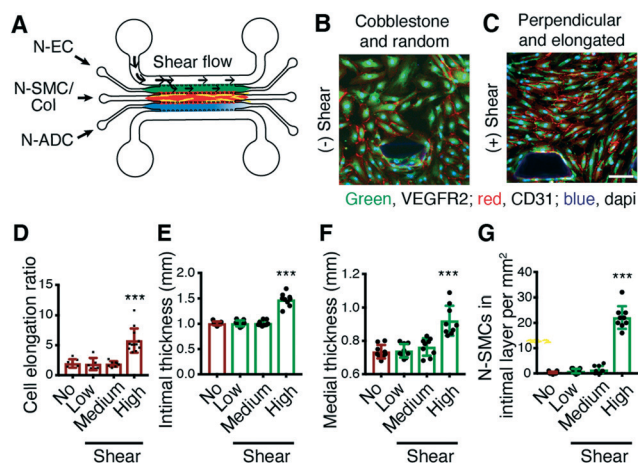 A
N-EC
N-SMC/
Col
N-ADC
Shear flow
B
Cobblestone
and random
(-) Shear
C
Perpendicular
and elongated
(+) Shear
Green, VEGFR2; red, CD31; blue, dapi
D
Cell elongation ratio
15
10
5
0
***
No
Low
Medium
High
Shear
E
Intimal thickness (mm)
2.0
1.5
1.0
0.5
0.0
***
No
Low
Medium
High
Shear
F
Medial thickness (mm)
1.2
1.0
0.8
0.6
***
No
Low
Medium
High
Shear
G
N-SMCs in
intimal layer per mm²
40
30
20
10
0
***
No
Low
Medium
High
Shear